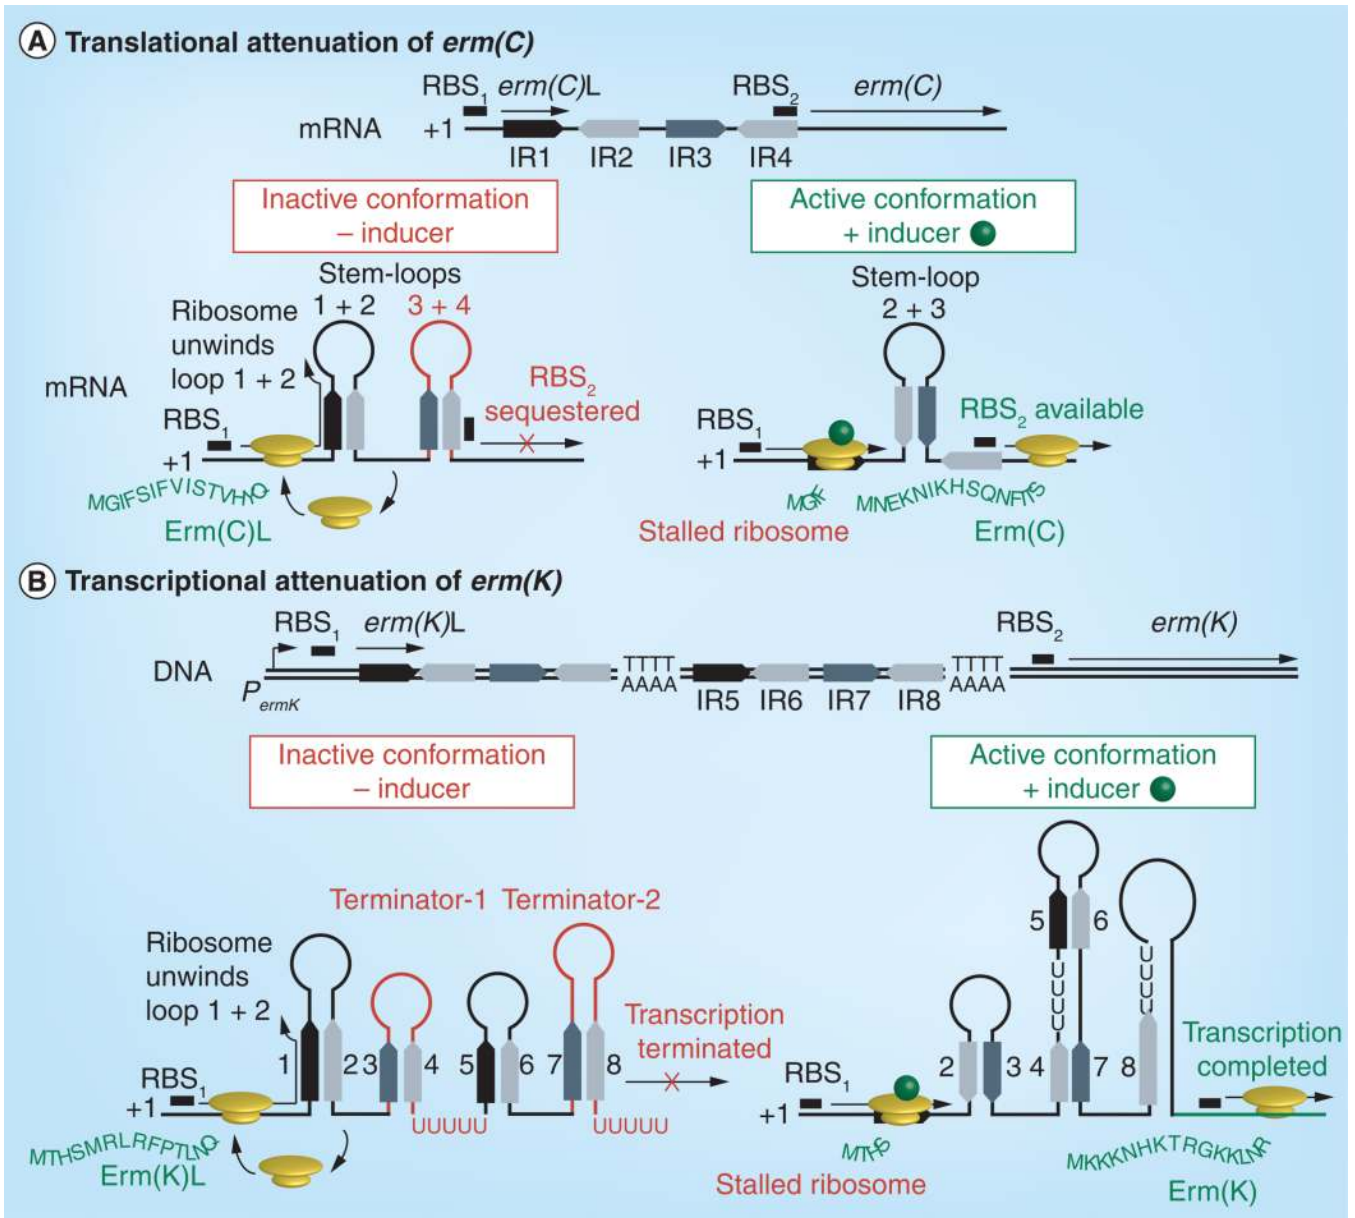 A Translational attenuation of erm(C)
RBS1 erm(C)L RBS2 erm(C)
mRNA +1
IR1 IR2 IR3 IR4
Inactive conformation
– inducer
Active conformation
+ inducer
Stem-loops
1 + 2 3 + 4
Ribosome
unwinds
loop 1 + 2
mRNA
RBS1
+1
RBS2
sequestered
MGIFSIFVISTVHNQ
Erm(C)L
Stem-loop
2 + 3
RBS1
+1
RBS2 available
MGIF
MNEKNIKHSQNFITS
Stalled ribosome
Erm(C)
B Transcriptional attenuation of erm(K)
RBS1 erm(K)L RBS2 erm(K)
DNA
TTTT TTTT
AAAA AAAA
PermK
IR5 IR6 IR7 IR8
Inactive conformation
– inducer
Active conformation
+ inducer
Terminator-1 Terminator-2
Ribosome
unwinds
loop 1 + 2
1 2 3 4 5 6 7 8
RBS1
+1
UUUUU UUUUU
Transcription
terminated
MTHSMRLRFPTLNQ
Erm(K)L
5 6
UUUU
UUUU
2 3 4 7 8
Transcription
completed
RBS1
+1
MTHS
MKKKNHKTRGKKLNR
Stalled ribosome
Erm(K)